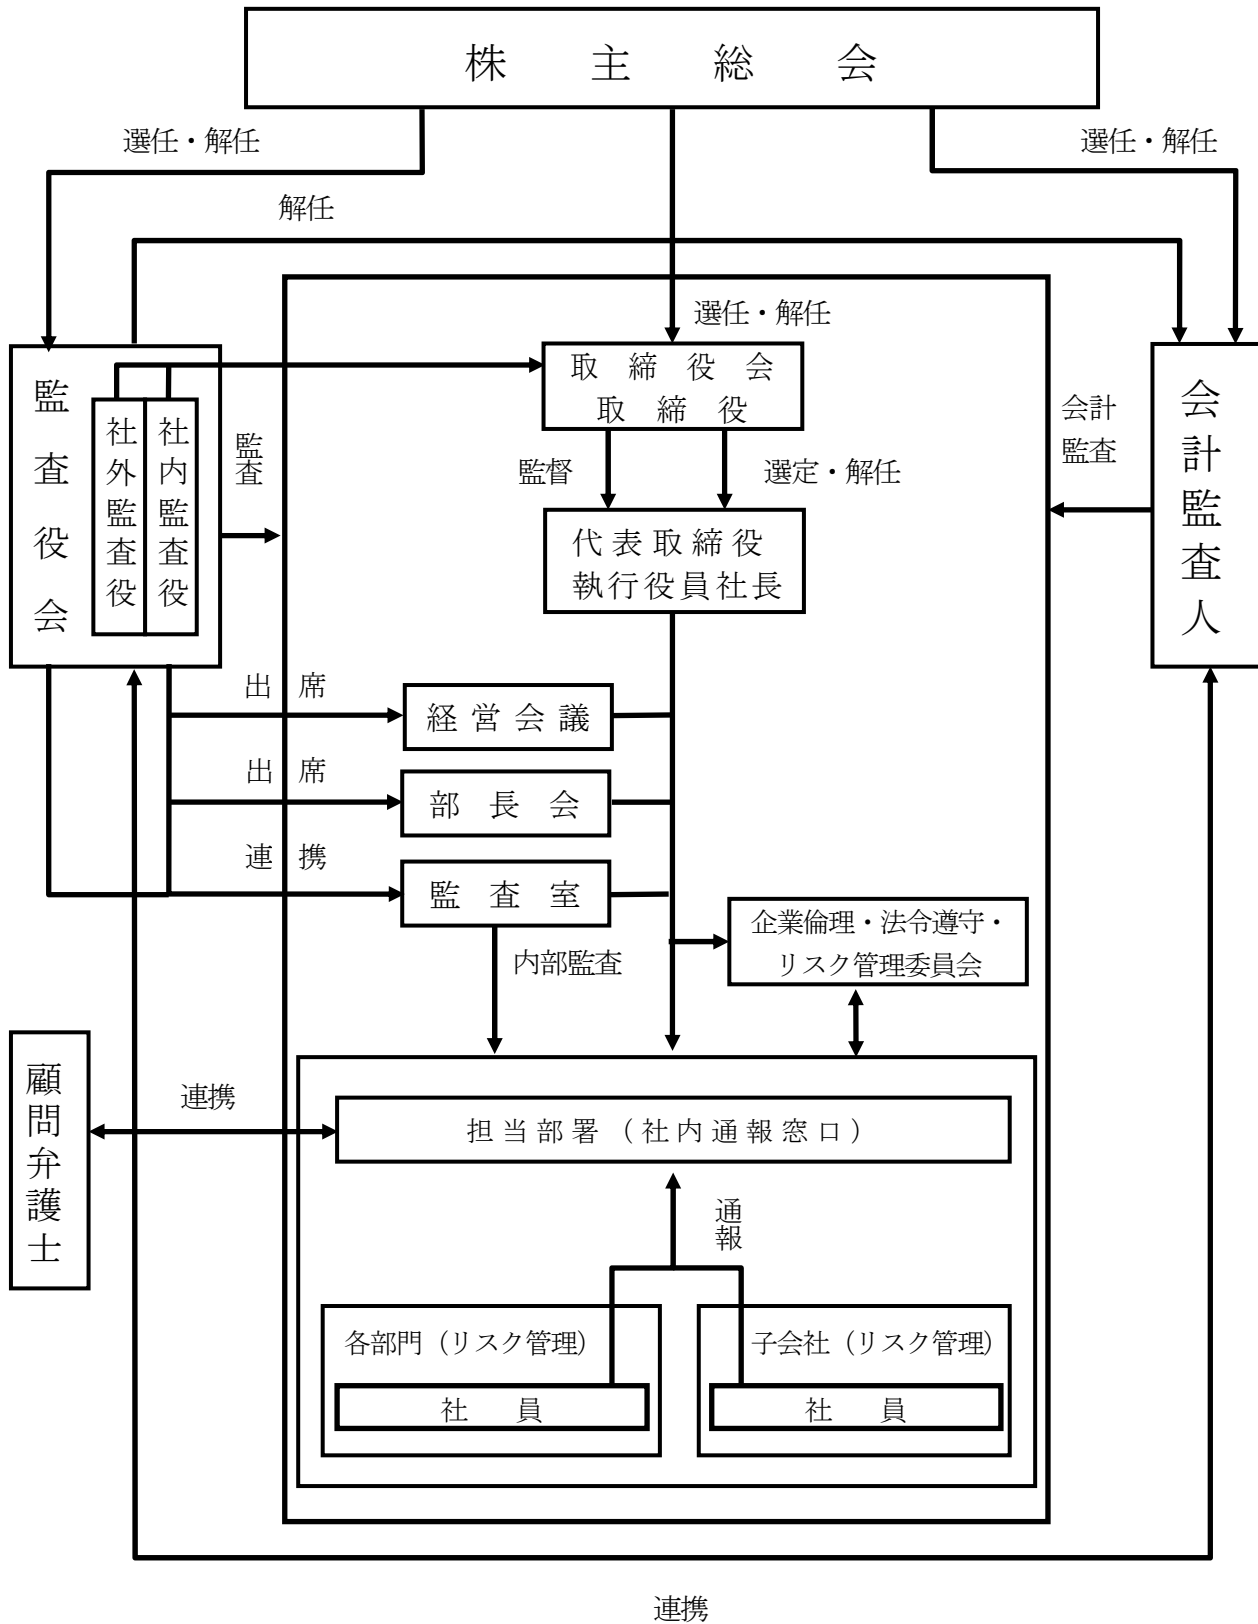 株主総会
選任・解任
選任・解任
解任
選任・解任
取締役会
取締役
監査役会
社外監査役
社内監査役
監査
会計
監査
会計監査人
監督
選定・解任
代表取締役
執行役員社長
出席
経営会議
出席
部長会
連携
監査室
内部監査
企業倫理・法令遵守・
リスク管理委員会
顧問弁護士
連携
担当部署(社内通報窓口)
通報
各部門(リスク管理)
社員
子会社(リスク管理)
社員
連携